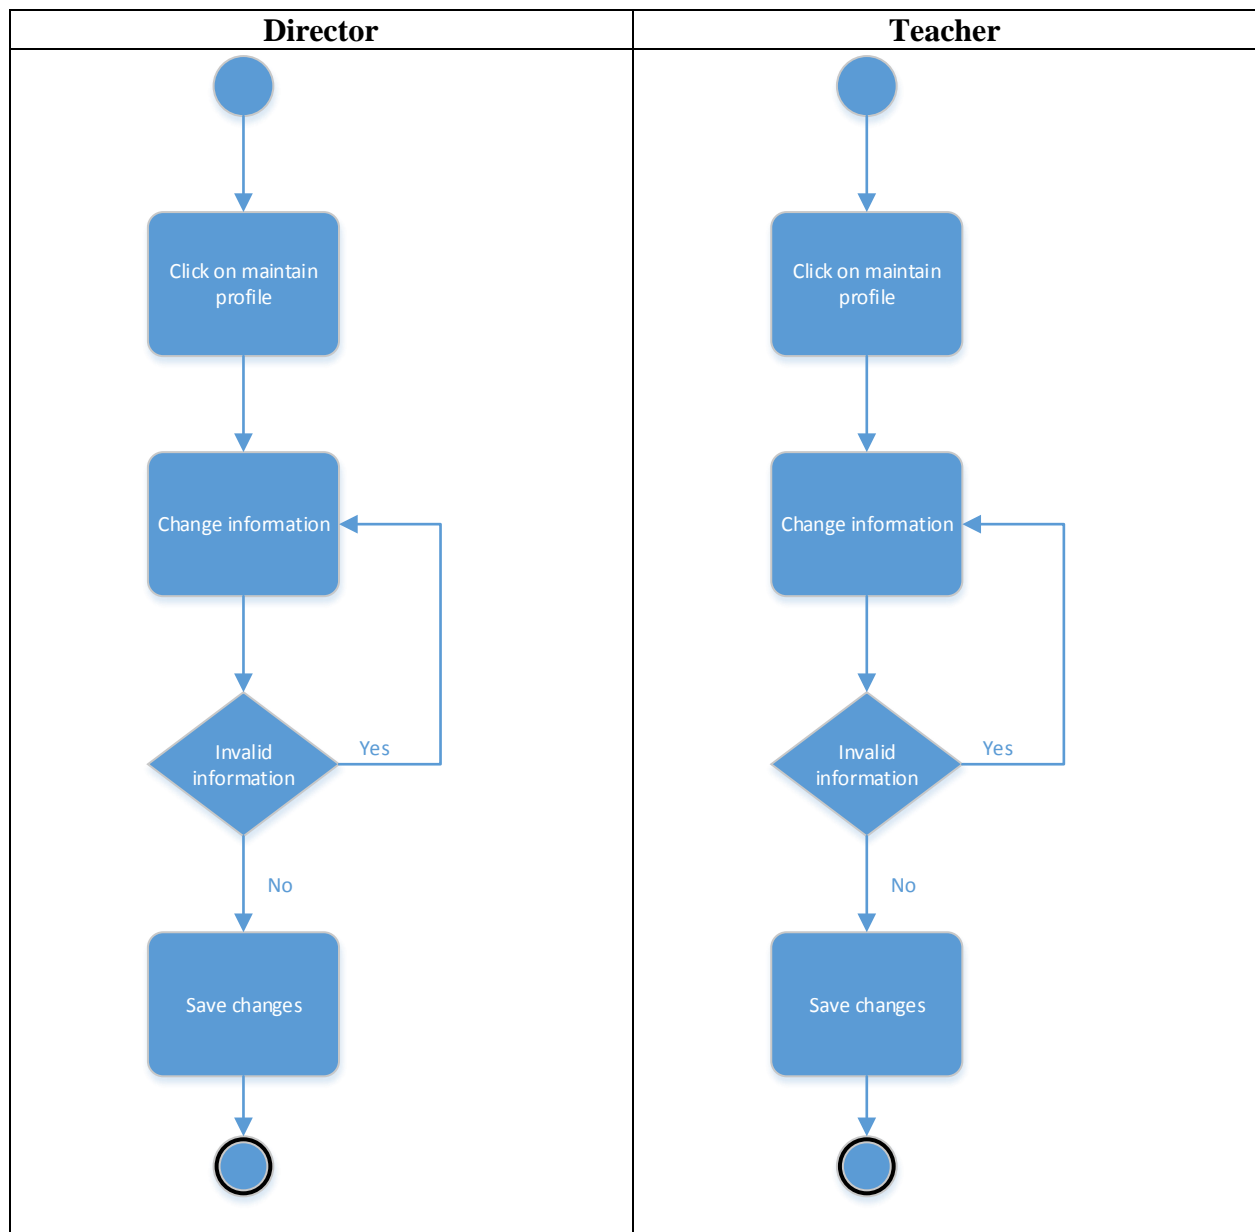 Director
Click on maintain
profile
Change information
Invalid
information
Yes
No
Save changes
Teacher
Click on maintain
profile
Change information
Invalid
information
Yes
No
Save changes